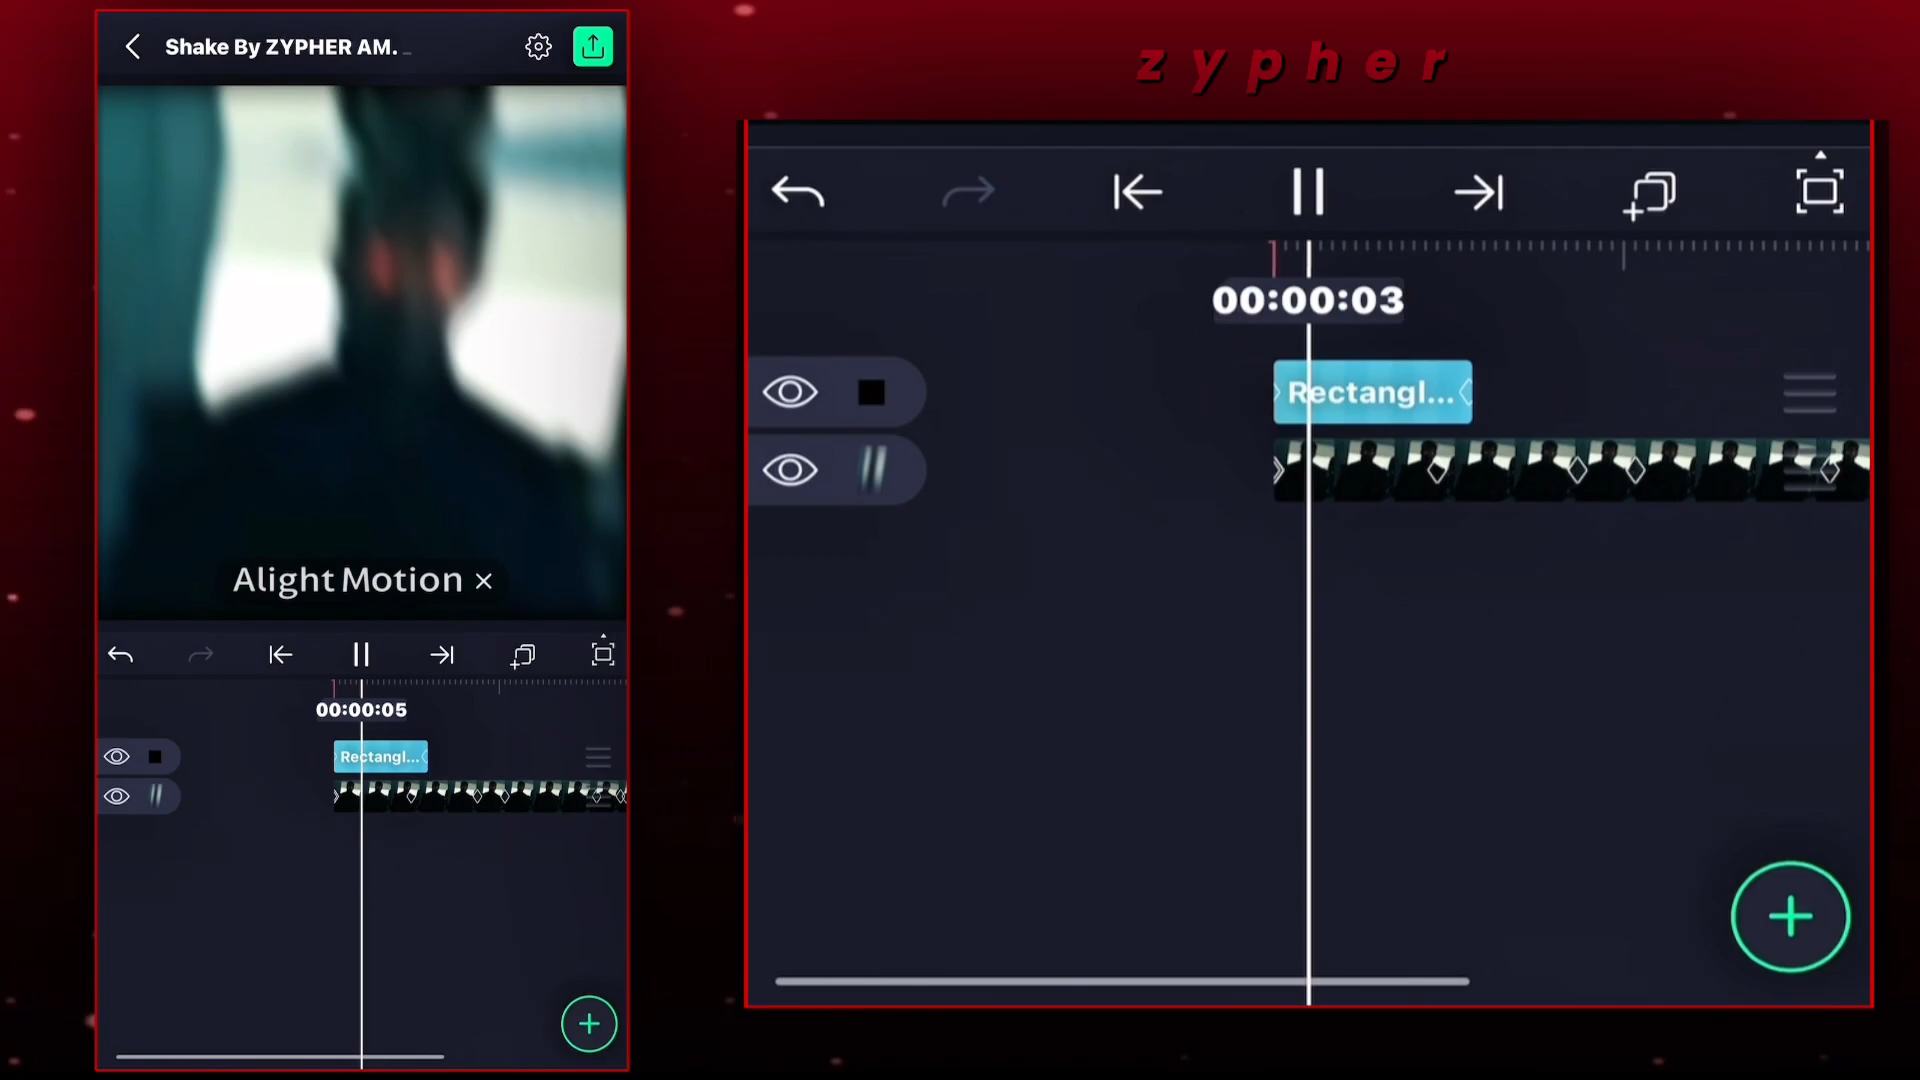 Shake By ZYPHER AM. _
Alight Motion ×
00:00:05
Rectangl...
zypher
00:00:03
Rectangl...